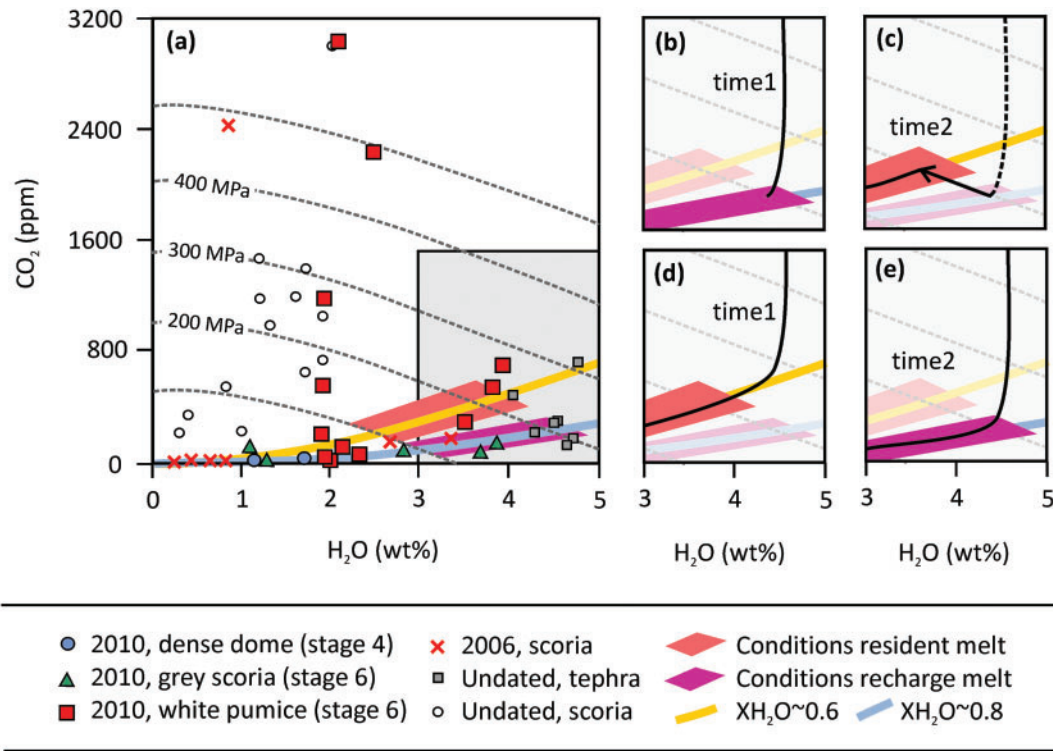 3200
2400
1600
800
0
CO₂ (ppm)
(a)
400 MPa
300 MPa
200 MPa
0 1 2 3 4 5
H₂O (wt%)
(b)
time1
(c)
time2
(d)
time1
3 4 5
H₂O (wt%)
(e)
time2
3 4 5
H₂O (wt%)
2010, dense dome (stage 4)
2010, grey scoria (stage 6)
2010, white pumice (stage 6)
2006, scoria
Undated, tephra
Undated, scoria
Conditions resident melt
Conditions recharge melt
XH₂O~0.6 XH₂O~0.8